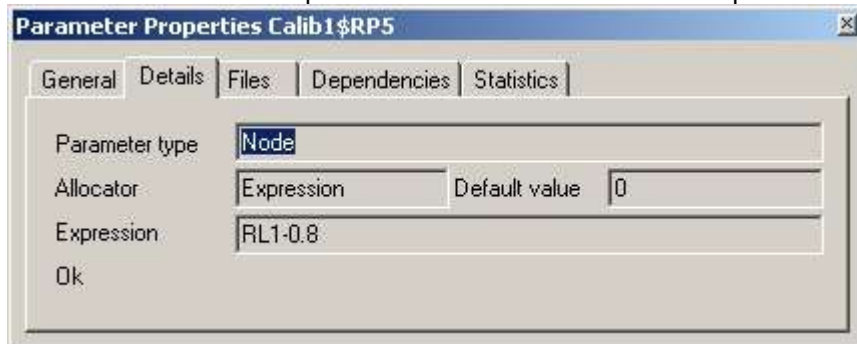 Parameter Properties Calib1$RP5
General Details Files Dependencies Statistics
Parameter type Node
Allocator Expression Default value 0
Expression RL1-0.8
Ok